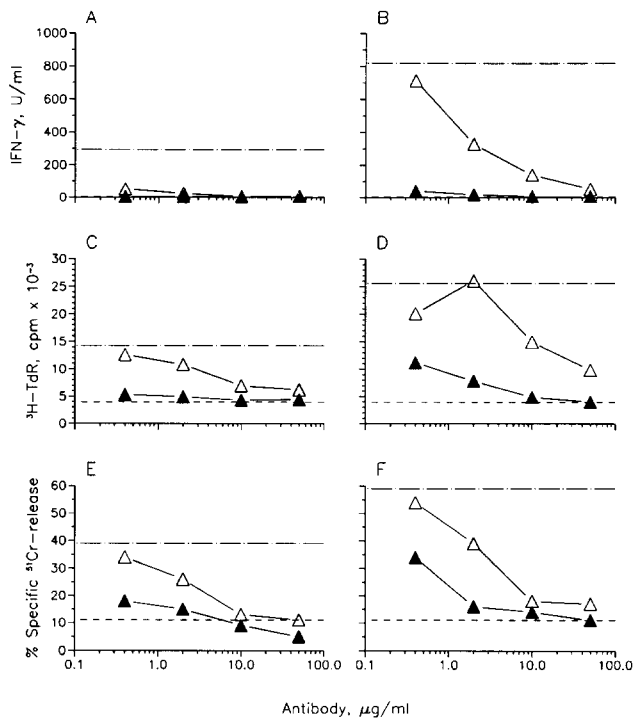 A
B
IFN-γ, U/ml
1000
800
600
400
200
0
C
D
³H-TdR, cpm x 10⁻³
30
25
20
15
10
5
0
E
F
% Specific ⁵¹Cr-release
60
50
40
30
20
10
0
0.1 1.0 10.0 100.0
0.1 1.0 10.0 100.0
Antibody, μg/ml